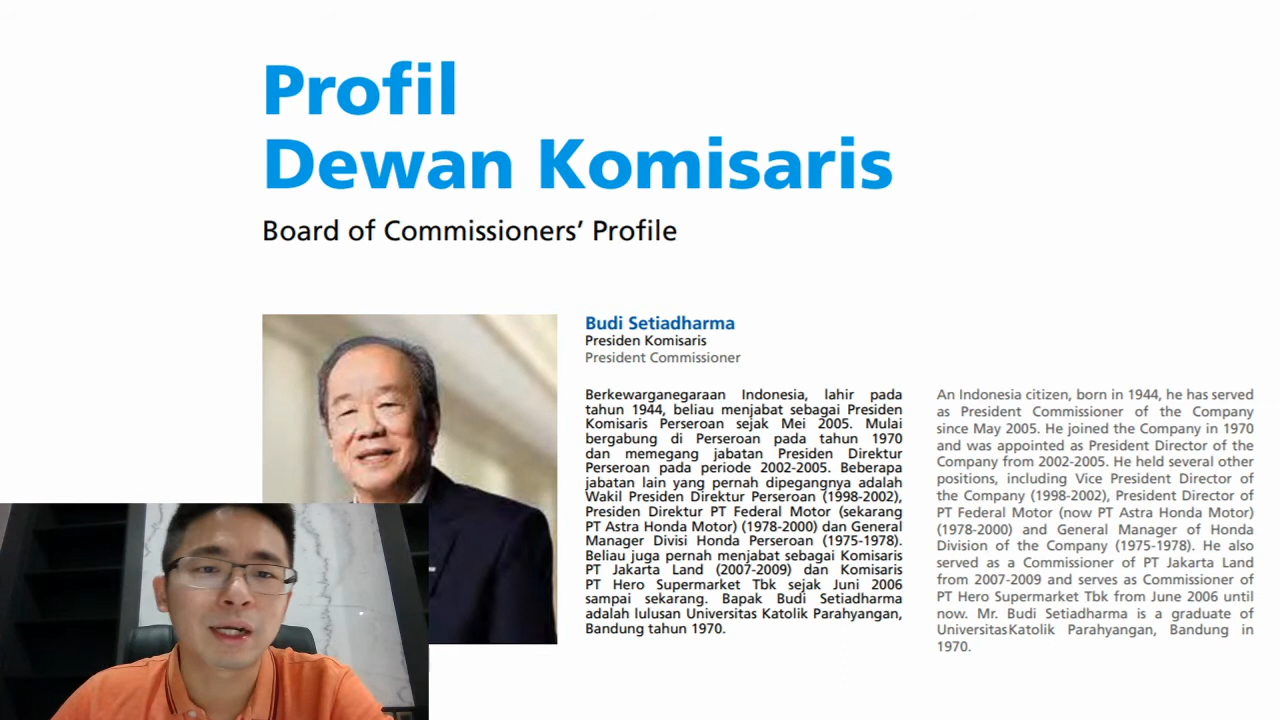 Profil
Dewan Komisaris
Board of Commissioners’ Profile
Budi Setiadharma
Presiden Komisaris
President Commissioner
Berkewarganegaraan Indonesia, lahir pada
tahun 1944, beliau menjabat sebagai Presiden
Komisaris Perseroan sejak Mei 2005. Mulai
bergabung di Perseroan pada tahun 1970
dan memegang jabatan Presiden Direktur
Perseroan pada periode 2002-2005. Beberapa
jabatan lain yang pernah dipegangnya adalah
Wakil Presiden Direktur Perseroan (1998-2002),
Presiden Direktur PT Federal Motor (sekarang
PT Astra Honda Motor) (1978-2000) dan General
Manager Divisi Honda Perseroan (1975-1978).
Beliau juga pernah menjabat sebagai Komisaris
PT Jakarta Land (2007-2009) dan Komisaris
PT Hero Supermarket Tbk sejak Juni 2006
sampai sekarang. Bapak Budi Setiadharma
adalah lulusan Universitas Katolik Parahyangan,
Bandung tahun 1970.
An Indonesia citizen, born in 1944, he has served
as President Commissioner of the Company
since May 2005. He joined the Company in 1970
and was appointed as President Director of the
Company from 2002-2005. He held several other
positions, including Vice President Director of
the Company (1998-2002), President Director of
PT Federal Motor (now PT Astra Honda Motor)
(1978-2000) and General Manager of Honda
Division of the Company (1975-1978). He also
served as a Commissioner of PT Jakarta Land
from 2007-2009 and serves as Commissioner of
PT Hero Supermarket Tbk from June 2006 until
now. Mr. Budi Setiadharma is a graduate of
UniversitasKatolik Parahyangan, Bandung in
1970.